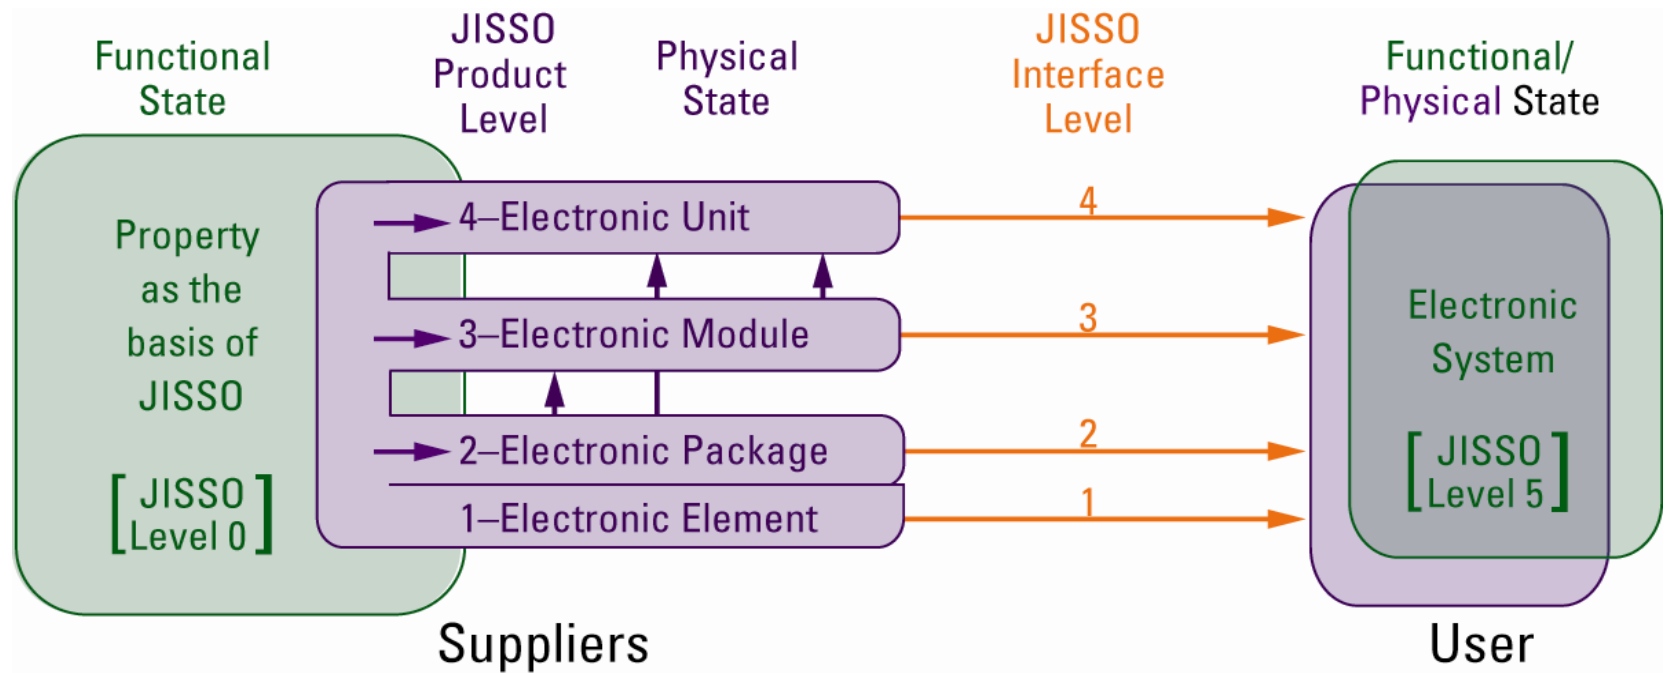 Functional
State
JISSO
Product
Level
Physical
State
JISSO
Interface
Level
Functional/
Physical State
Property
as the
basis of
JISSO
[JISSO
Level 0]
4–Electronic Unit
3–Electronic Module
2–Electronic Package
1–Electronic Element
4
3
2
1
Electronic
System
[JISSO
Level 5]
Suppliers
User